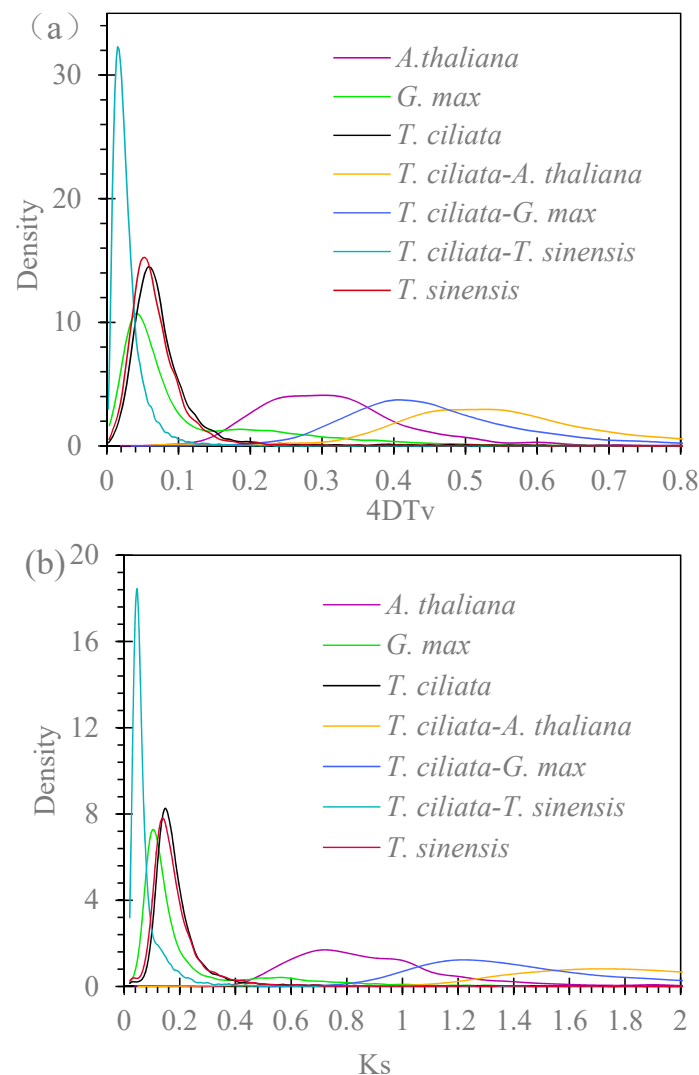 (a)
30
20
10
0
Density
A.thaliana
G. max
T. ciliata
T. ciliata-A. thaliana
T. ciliata-G. max
T. ciliata-T. sinensis
T. sinensis
0 0.1 0.2 0.3 0.4 0.5 0.6 0.7 0.8
4DTv
(b)
20
16
12
8
4
0
Density
A. thaliana
G. max
T. ciliata
T. ciliata-A. thaliana
T. ciliata-G. max
T. ciliata-T. sinensis
T. sinensis
0 0.2 0.4 0.6 0.8 1 1.2 1.4 1.6 1.8 2
Ks